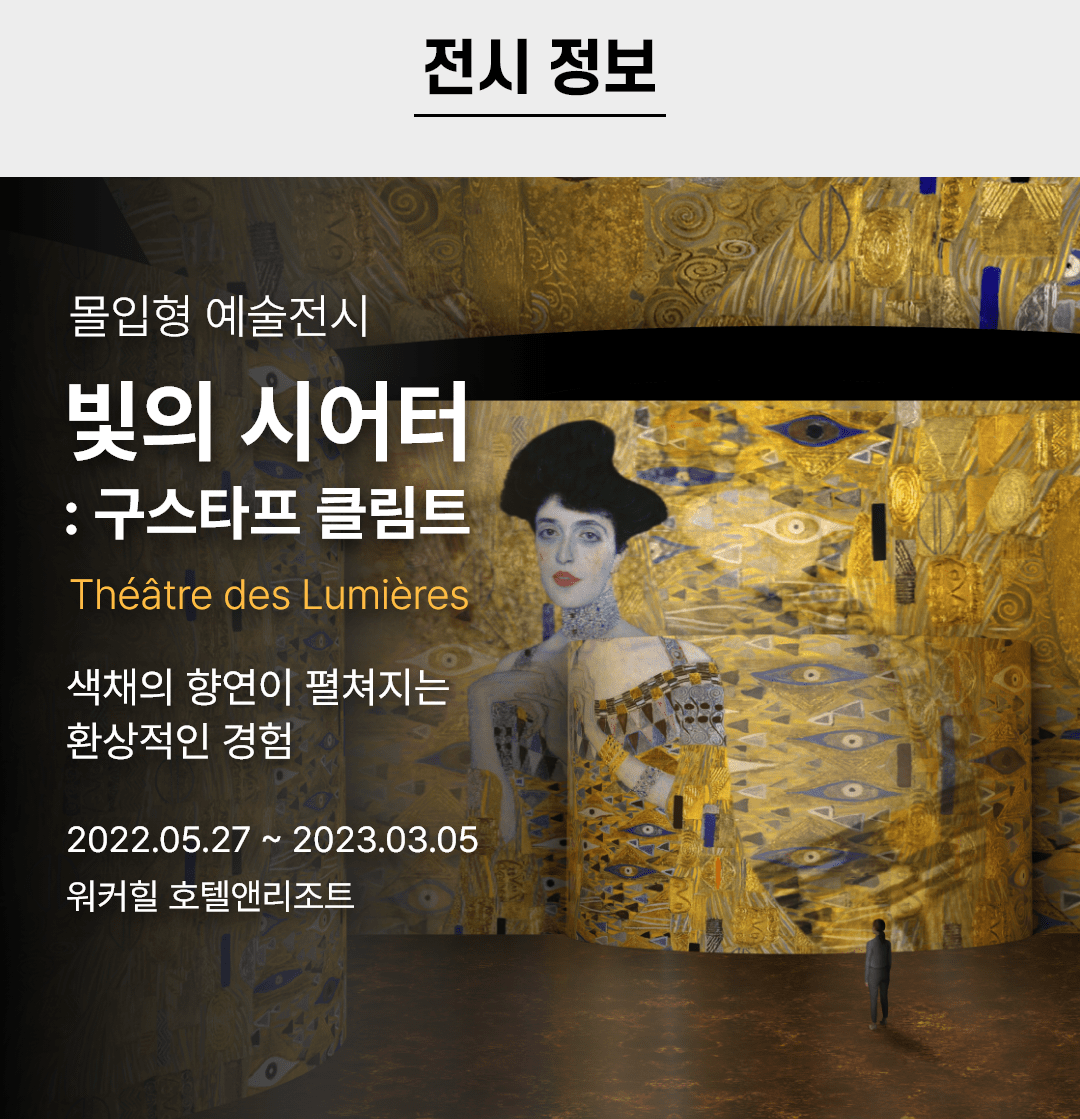 전시 정보
몰입형 예술전시
빛의 시어터
: 구스타프 클림트
Théâtre des Lumières
색채의 향연이 펼쳐지는
환상적인 경험
2022.05.27 ~ 2023.03.05
워커힐 호텔앤리조트